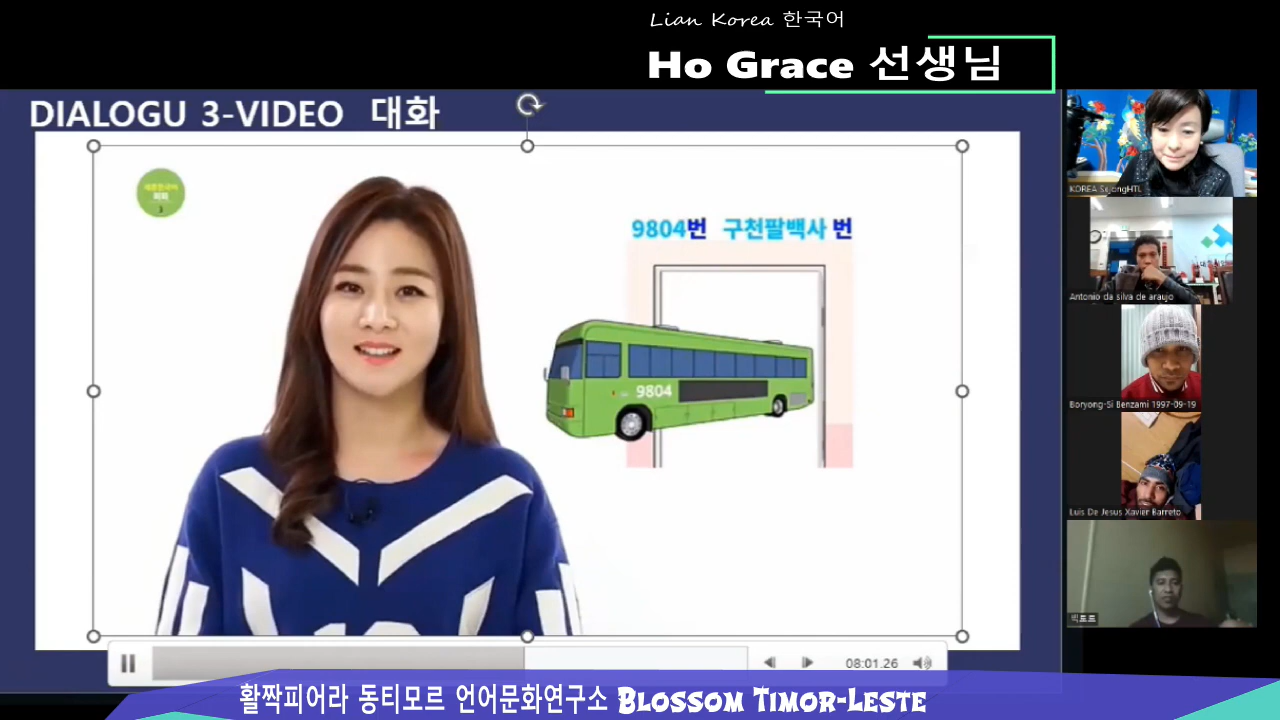 Lian Korea 한국어
Ho Grace 선생님
DIALOGU 3-VIDEO 대화
9804번 구천팔백사 번
9804
08:01.26
KOREA SejongHTL
Antonio da silva de araujo
Boryong-Si Benzami 1997-09-19
Luis De Jesus Xavier Barreto
활짝피어라 동티모르 언어문화연구소 BLOSSOM TIMOR-LESTE